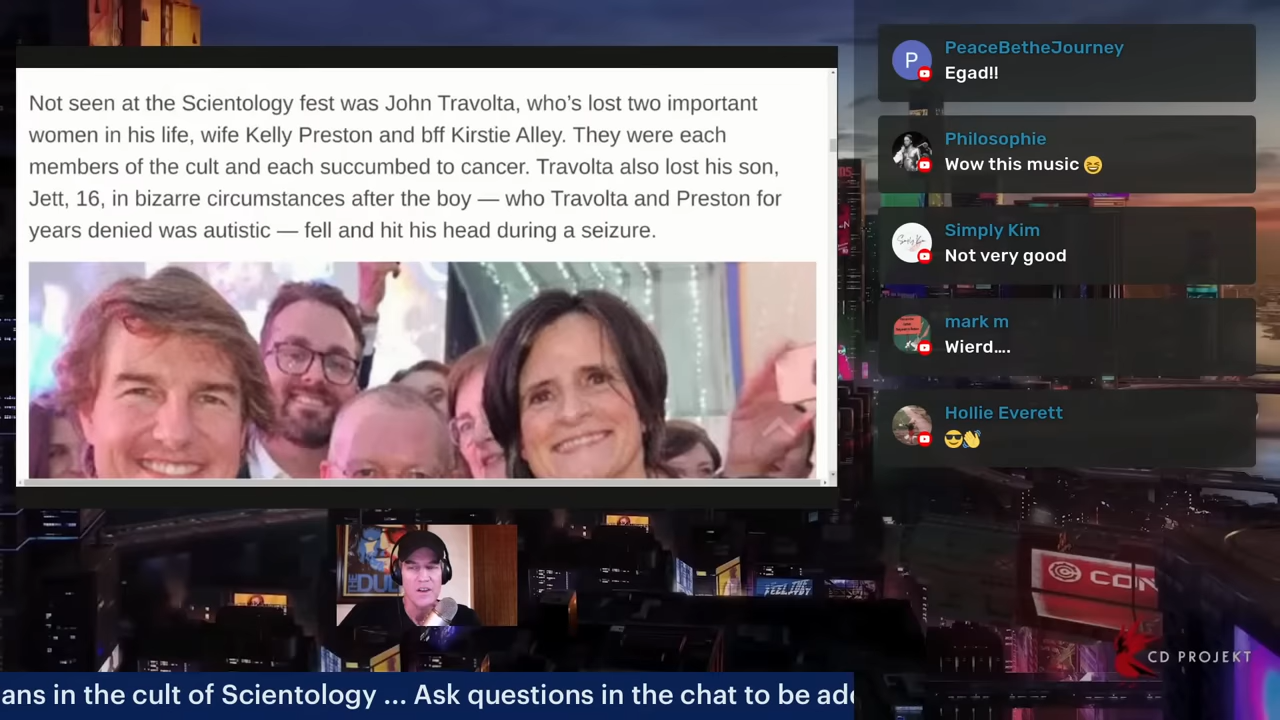 Not seen at the Scientology fest was John Travolta, who’s lost two important
women in his life, wife Kelly Preston and bff Kirstie Alley. They were each
members of the cult and each succumbed to cancer. Travolta also lost his son,
Jett, 16, in bizarre circumstances after the boy — who Travolta and Preston for
years denied was autistic — fell and hit his head during a seizure.
P
PeaceBetheJourney
Egad!!
Philosophie
Wow this music 😆
Simply Kim
Not very good
mark m
Wierd....
Hollie Everett
😎👏
THE
DU
FEEL THE
CON
CD PROJEKT
ans in the cult of Scientology ... Ask questions in the chat to be ad